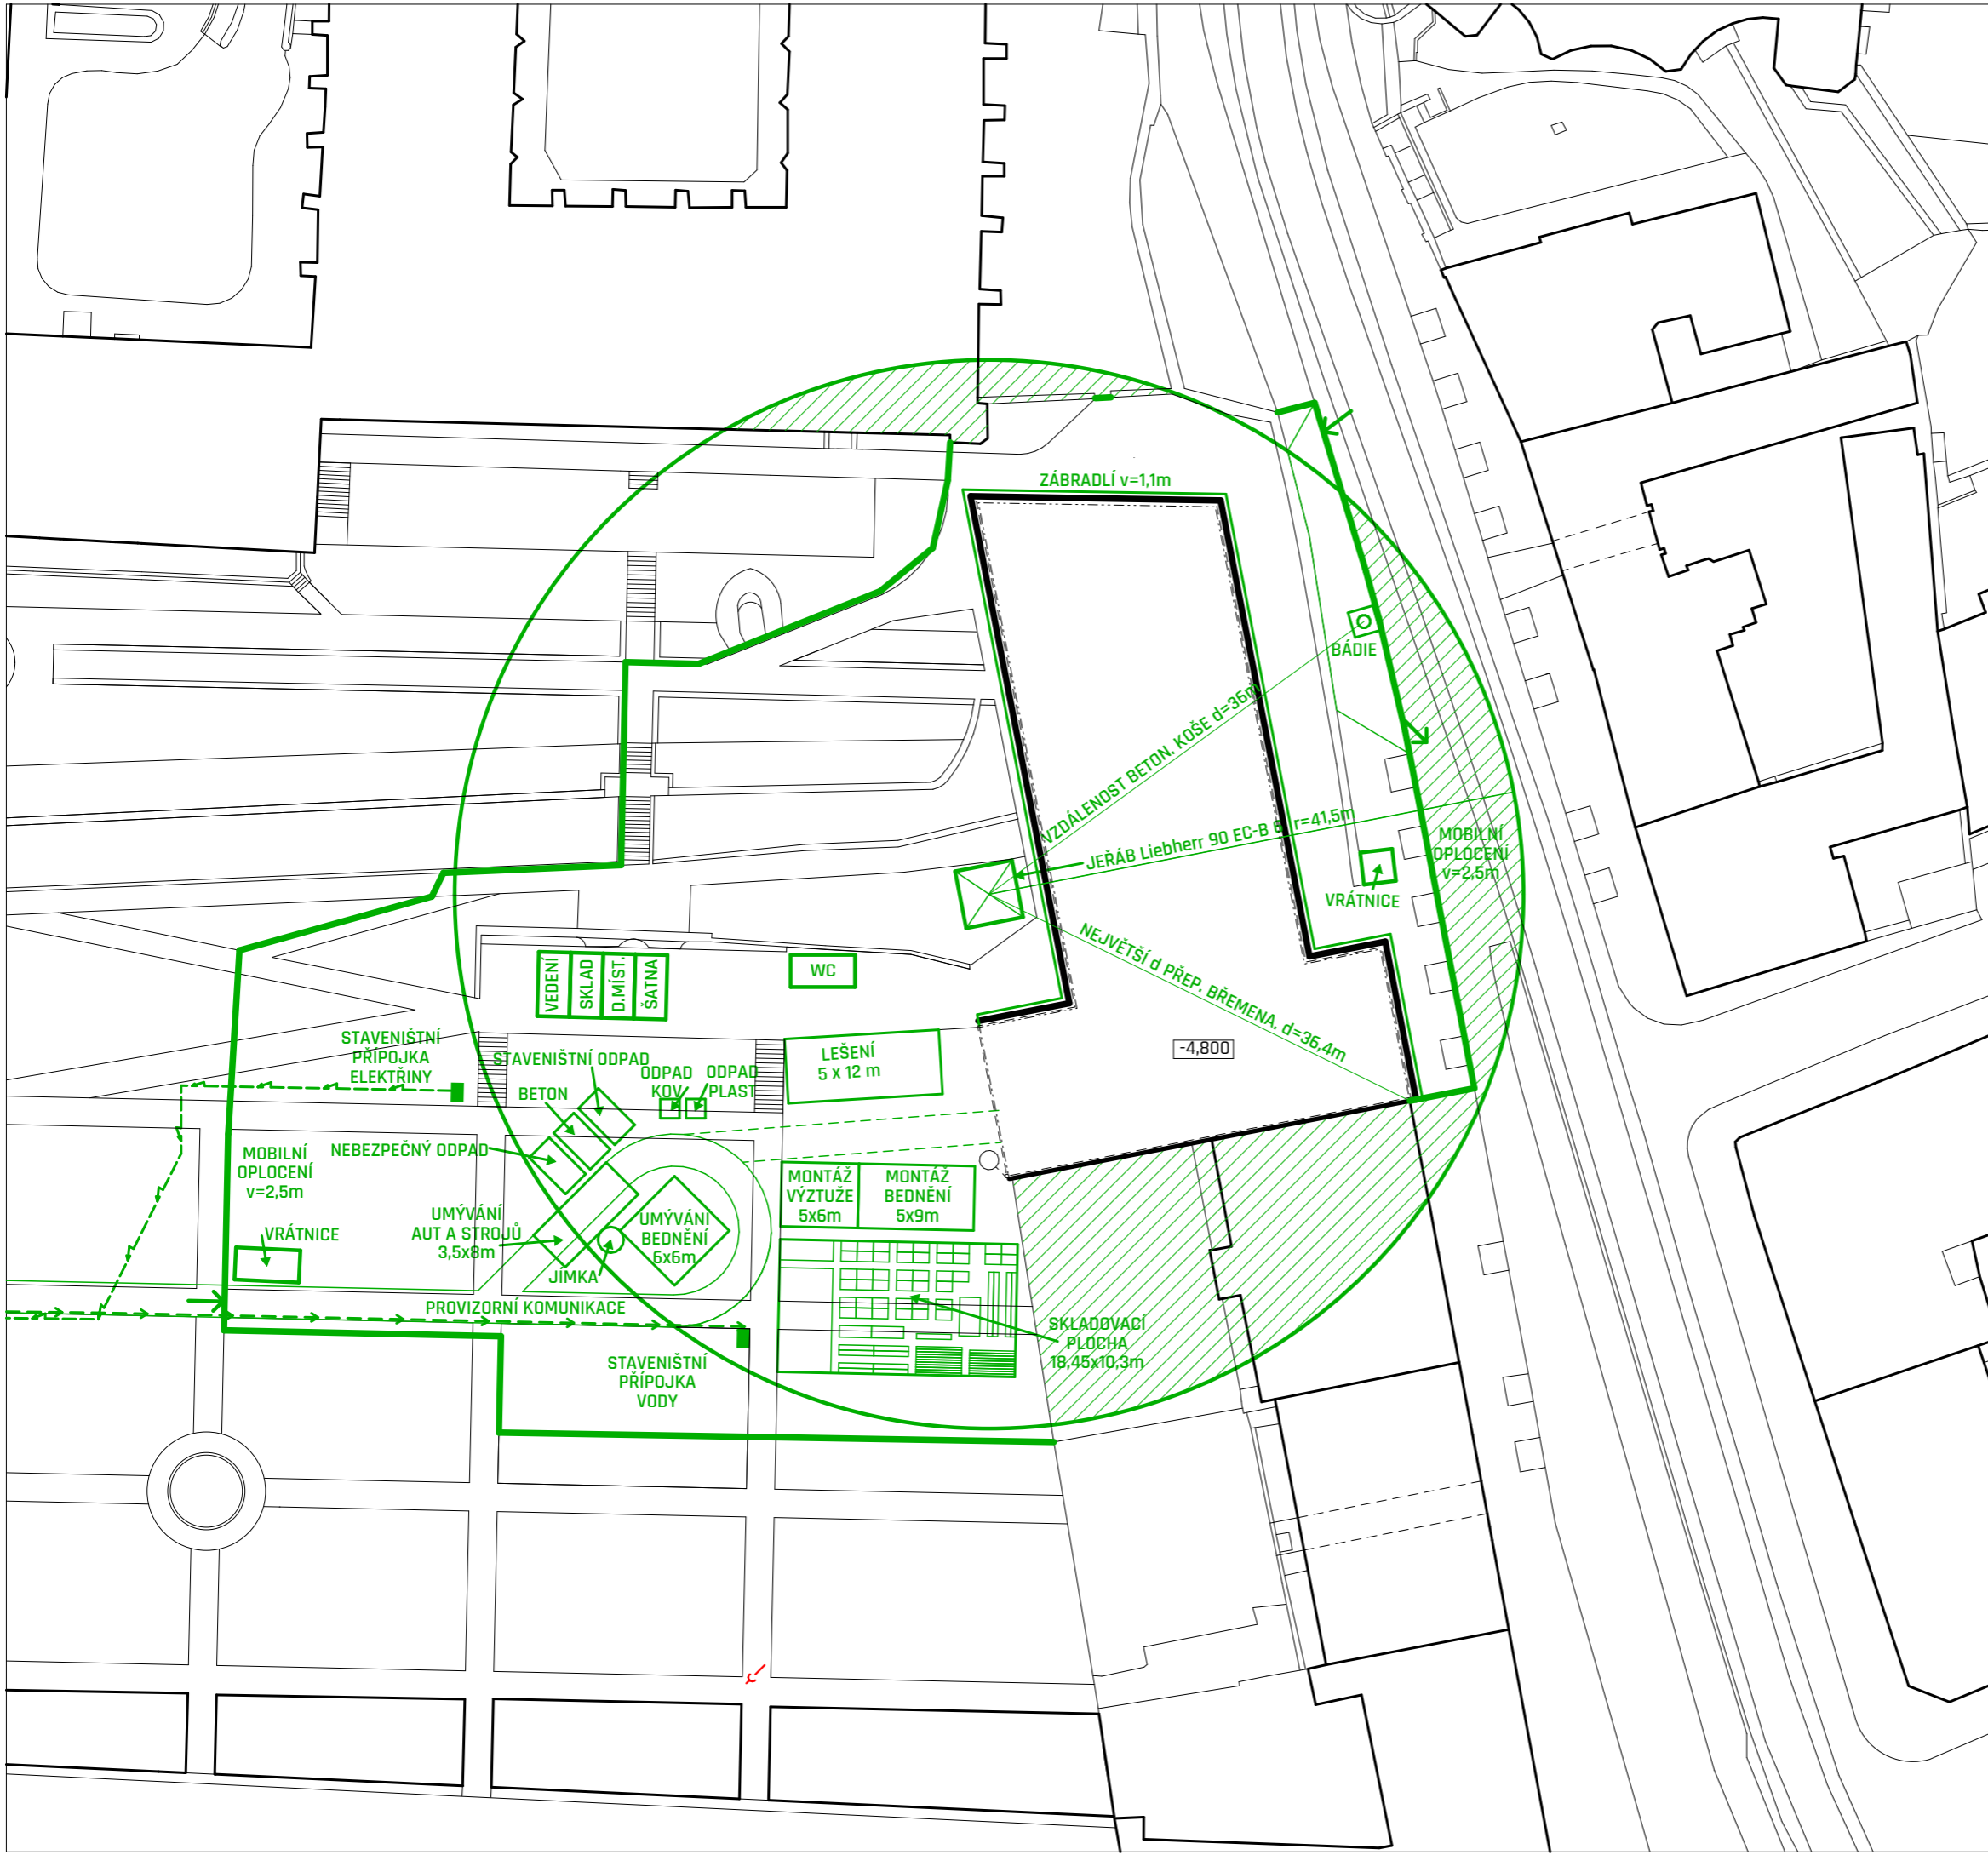 ZÁBRADLÍ v=1,1m
BÁDIE
VZDÁLENOST BETON. KOŠE d=36m
JEŘÁB Liebherr 90 EC-B 6, r=41,5m
MOBILNÍ
OPLOCENÍ
v=2,5m
VRÁTNICE
NEJVĚTŠÍ d PŘEP. BŘEMENA. d=36,4m
-4,800
VEDENÍ
SKLAD
D.MÍST.
ŠATNA
WC
STAVENIŠTNÍ
PŘÍPOJKA
ELEKTŘINY
STAVENIŠTNÍ ODPAD
BETON
ODPAD
KOV
ODPAD
PLAST
LEŠENÍ
5 x 12 m
NEBEZPEČNÝ ODPAD
MOBILNÍ
OPLOCENÍ
v=2,5m
VRÁTNICE
UMÝVÁNÍ
AUT A STROJŮ
3,5x8m
JÍMKA
UMÝVÁNÍ
BEDNĚNÍ
6x6m
MONTÁŽ
VÝZTUŽE
5x6m
MONTÁŽ
BEDNĚNÍ
5x9m
PROVIZORNÍ KOMUNIKACE
STAVENIŠTNÍ
PŘÍPOJKA
VODY
SKLADOVACÍ
PLOCHA
18,45x10,3m